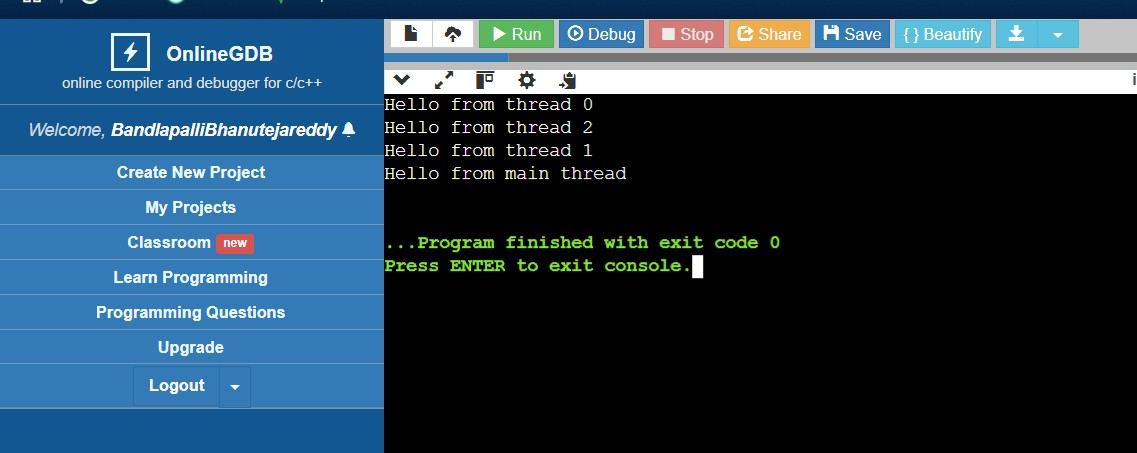 OnlineGDB
online compiler and debugger for c/c++
Welcome, BandlapalliBhanutejareddy
Create New Project
My Projects
Classroom new
Learn Programming
Programming Questions
Upgrade
Logout
Run Debug Stop Share Save { } Beautify
Hello from thread 0
Hello from thread 2
Hello from thread 1
Hello from main thread
...Program finished with exit code 0
Press ENTER to exit console.